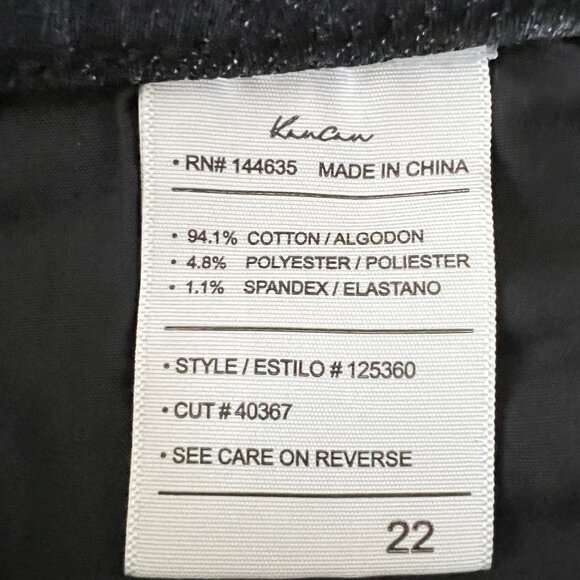 KanCan
• RN# 144635 MADE IN CHINA
• 94.1% COTTON / ALGODON
• 4.8% POLYESTER / POLIESTER
• 1.1% SPANDEX / ELASTANO
• STYLE / ESTILO # 125360
• CUT # 40367
• SEE CARE ON REVERSE
22